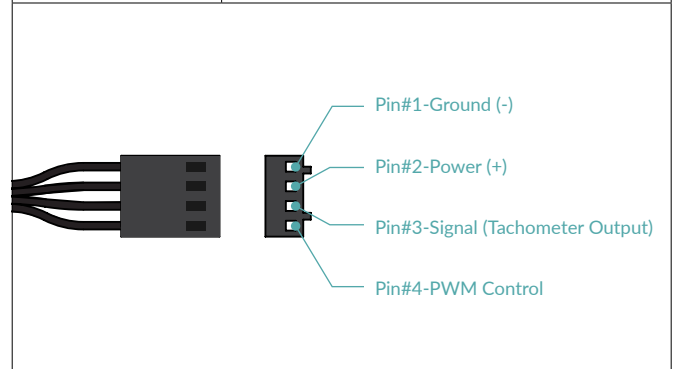 Pin#1-Ground (-)
Pin#2-Power (+)
Pin#3-Signal (Tachometer Output)
Pin#4-PWM Control